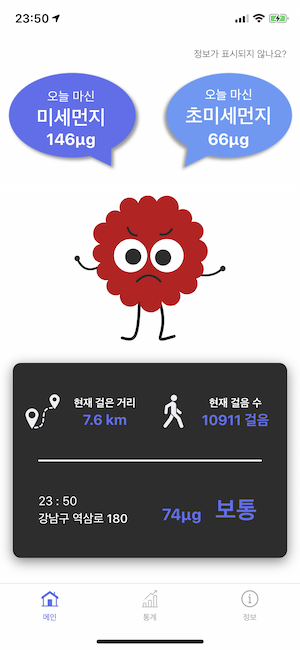 23:50
정보가 표시되지 않나요?
오늘 마신
미세먼지
146μg
오늘 마신
초미세먼지
66μg
현재 걸은 거리
7.6 km
현재 걸음 수
10911 걸음
23 : 50
강남구 역삼로 180
74μg 보통
메인
통계
정보